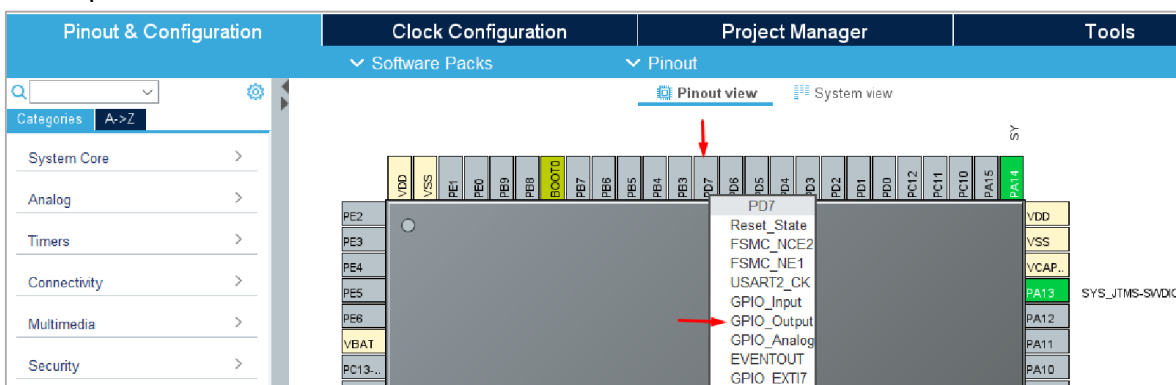 Pinout & Configuration Clock Configuration Project Manager Tools
Software Packs Pinout
Pinout view System view
Categories A->Z
System Core
Analog
Timers
Connectivity
Multimedia
Security
SY
VDD VSS PE1 PE0 PB9 PB8 BOOT0 PB7 PB6 PB5 PB4 PB3 PD7 PD6 PD5 PD4 PD3 PD2 PD1 PD0 PC12 PC11 PC10 PA15 PA14
PE2
PE3
PE4
PE5
PE6
VBAT
PC13-..
PD7
Reset_State
FSMC_NCE2
FSMC_NE1
USART2_CK
GPIO_Input
GPIO_Output
GPIO_Analog
EVENTOUT
GPIO_EXTI7
VDD
VSS
VCAP..
PA13 SYS_JTMS-SWDIO
PA12
PA11
PA10